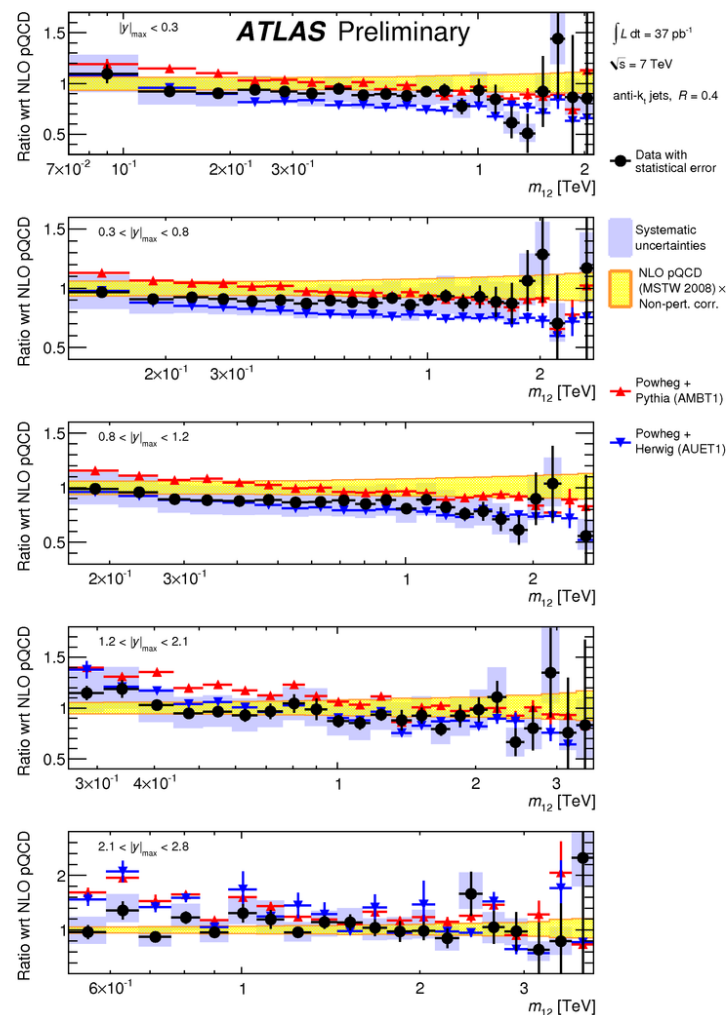 |y|max < 0.3
ATLAS Preliminary
∫L dt = 37 pb⁻¹
√s = 7 TeV
anti-kₜ jets, R = 0.4
Ratio wrt NLO pQCD
1.5
1
0.5
7×10⁻²
10⁻¹
2×10⁻¹
3×10⁻¹
1
2
m₁₂ [TeV]
Data with
statistical error
Systematic
uncertainties
NLO pQCD
(MSTW 2008) ×
Non-pert. corr.
Powheg +
Pythia (AMBT1)
Powheg +
Herwig (AUET1)
0.3 < |y|max < 0.8
Ratio wrt NLO pQCD
1.5
1
0.5
2×10⁻¹
3×10⁻¹
1
2
m₁₂ [TeV]
0.8 < |y|max < 1.2
Ratio wrt NLO pQCD
1.5
1
0.5
2×10⁻¹
3×10⁻¹
1
2
m₁₂ [TeV]
1.2 < |y|max < 2.1
Ratio wrt NLO pQCD
1.5
1
0.5
3×10⁻¹
4×10⁻¹
1
2
3
m₁₂ [TeV]
2.1 < |y|max < 2.8
Ratio wrt NLO pQCD
2
1
6×10⁻¹
1
2
3
m₁₂ [TeV]